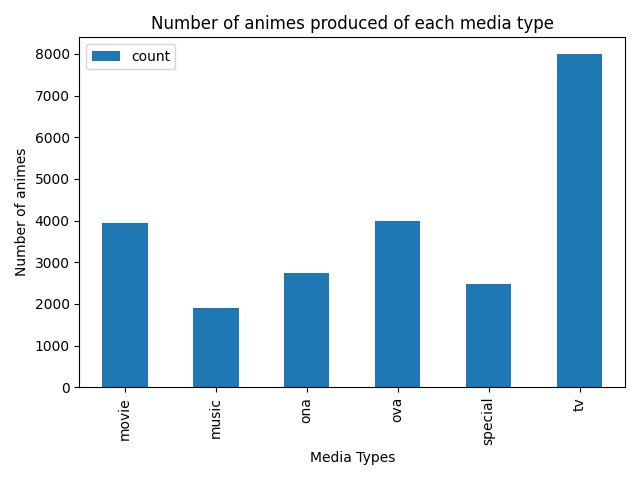 Number of animes produced of each media type
count
8000
7000
6000
5000
4000
3000
2000
1000
0
Number of animes
movie
music
ona
ova
special
tv
Media Types